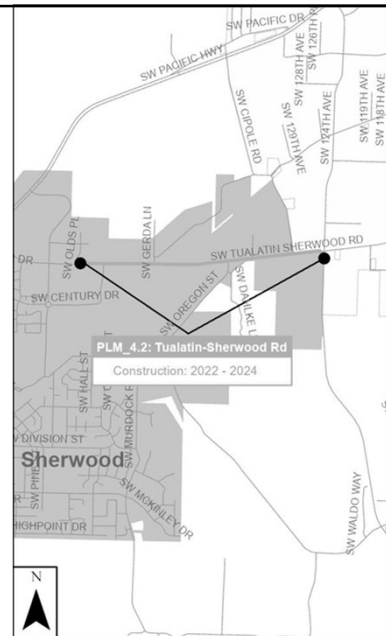 SW PACIFIC DR
SW PACIFIC HWY
SW 126TH
SW 128TH AVE
SW CIPOLE RD
SW 129TH AVE
SW 124TH AVE
SW 119TH AVE
SW 118TH AVE
SW OLDS PL
SW GERDA LN
SW TUALATIN SHERWOOD RD
DR
SW CENTURY DR
SW OREGON ST
SW DAHLKE
PLM_4.2: Tualatin-Sherwood Rd
Construction: 2022 - 2024
SW HALL ST
SW MURDOCK R
DIVISION ST
Sherwood
SW PINE
SW MCKINLEY DR
HIGHPOINT DR
SW WALDO WAY
N